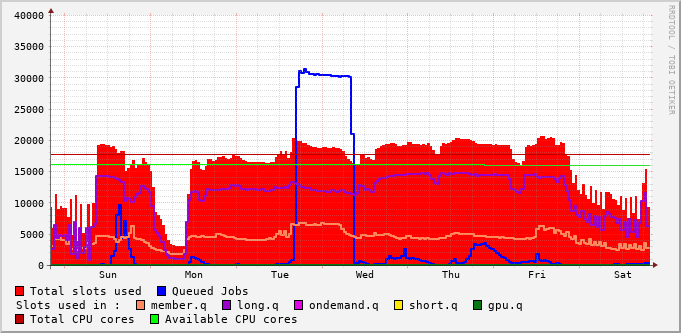 40000
35000
30000
25000
20000
15000
10000
5000
0
Sun Mon Tue Wed Thu Fri Sat
RRDTOOL / TOBI OETIKER
Total slots used Queued Jobs
Slots used in : member.q long.q ondemand.q short.q gpu.q
Total CPU cores Available CPU cores